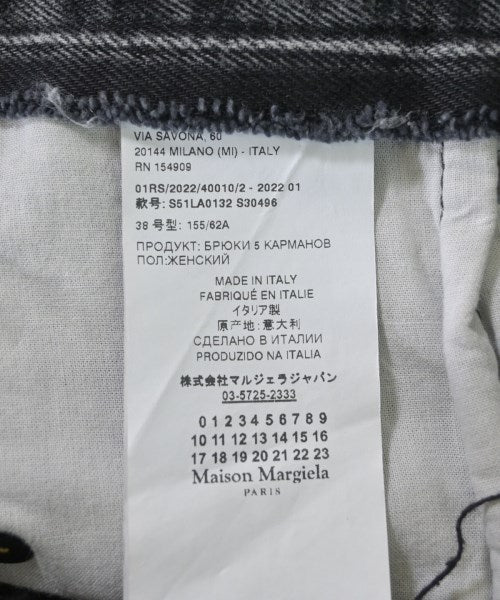 VIA SAVONA, 60
20144 MILANO (MI) - ITALY
RN 154909
01RS/2022/40010/2 - 2022 01
款号: S51LA0132 S30496
38 号型: 155/62A
ПРОДУКТ: БРЮКИ 5 КАРМАНОВ
ПОЛ:ЖЕНСКИЙ
MADE IN ITALY
FABRIQUÉ EN ITALIE
イタリア製
原产地:意大利
СДЕЛАНО В ИТАЛИИ
PRODUZIDO NA ITALIA
株式会社マルジェラジャパン
03-5725-2333
0 1 2 3 4 5 6 7 8 9
10 11 12 13 14 15 16
17 18 19 20 21 22 23
Maison Margiela
PARIS